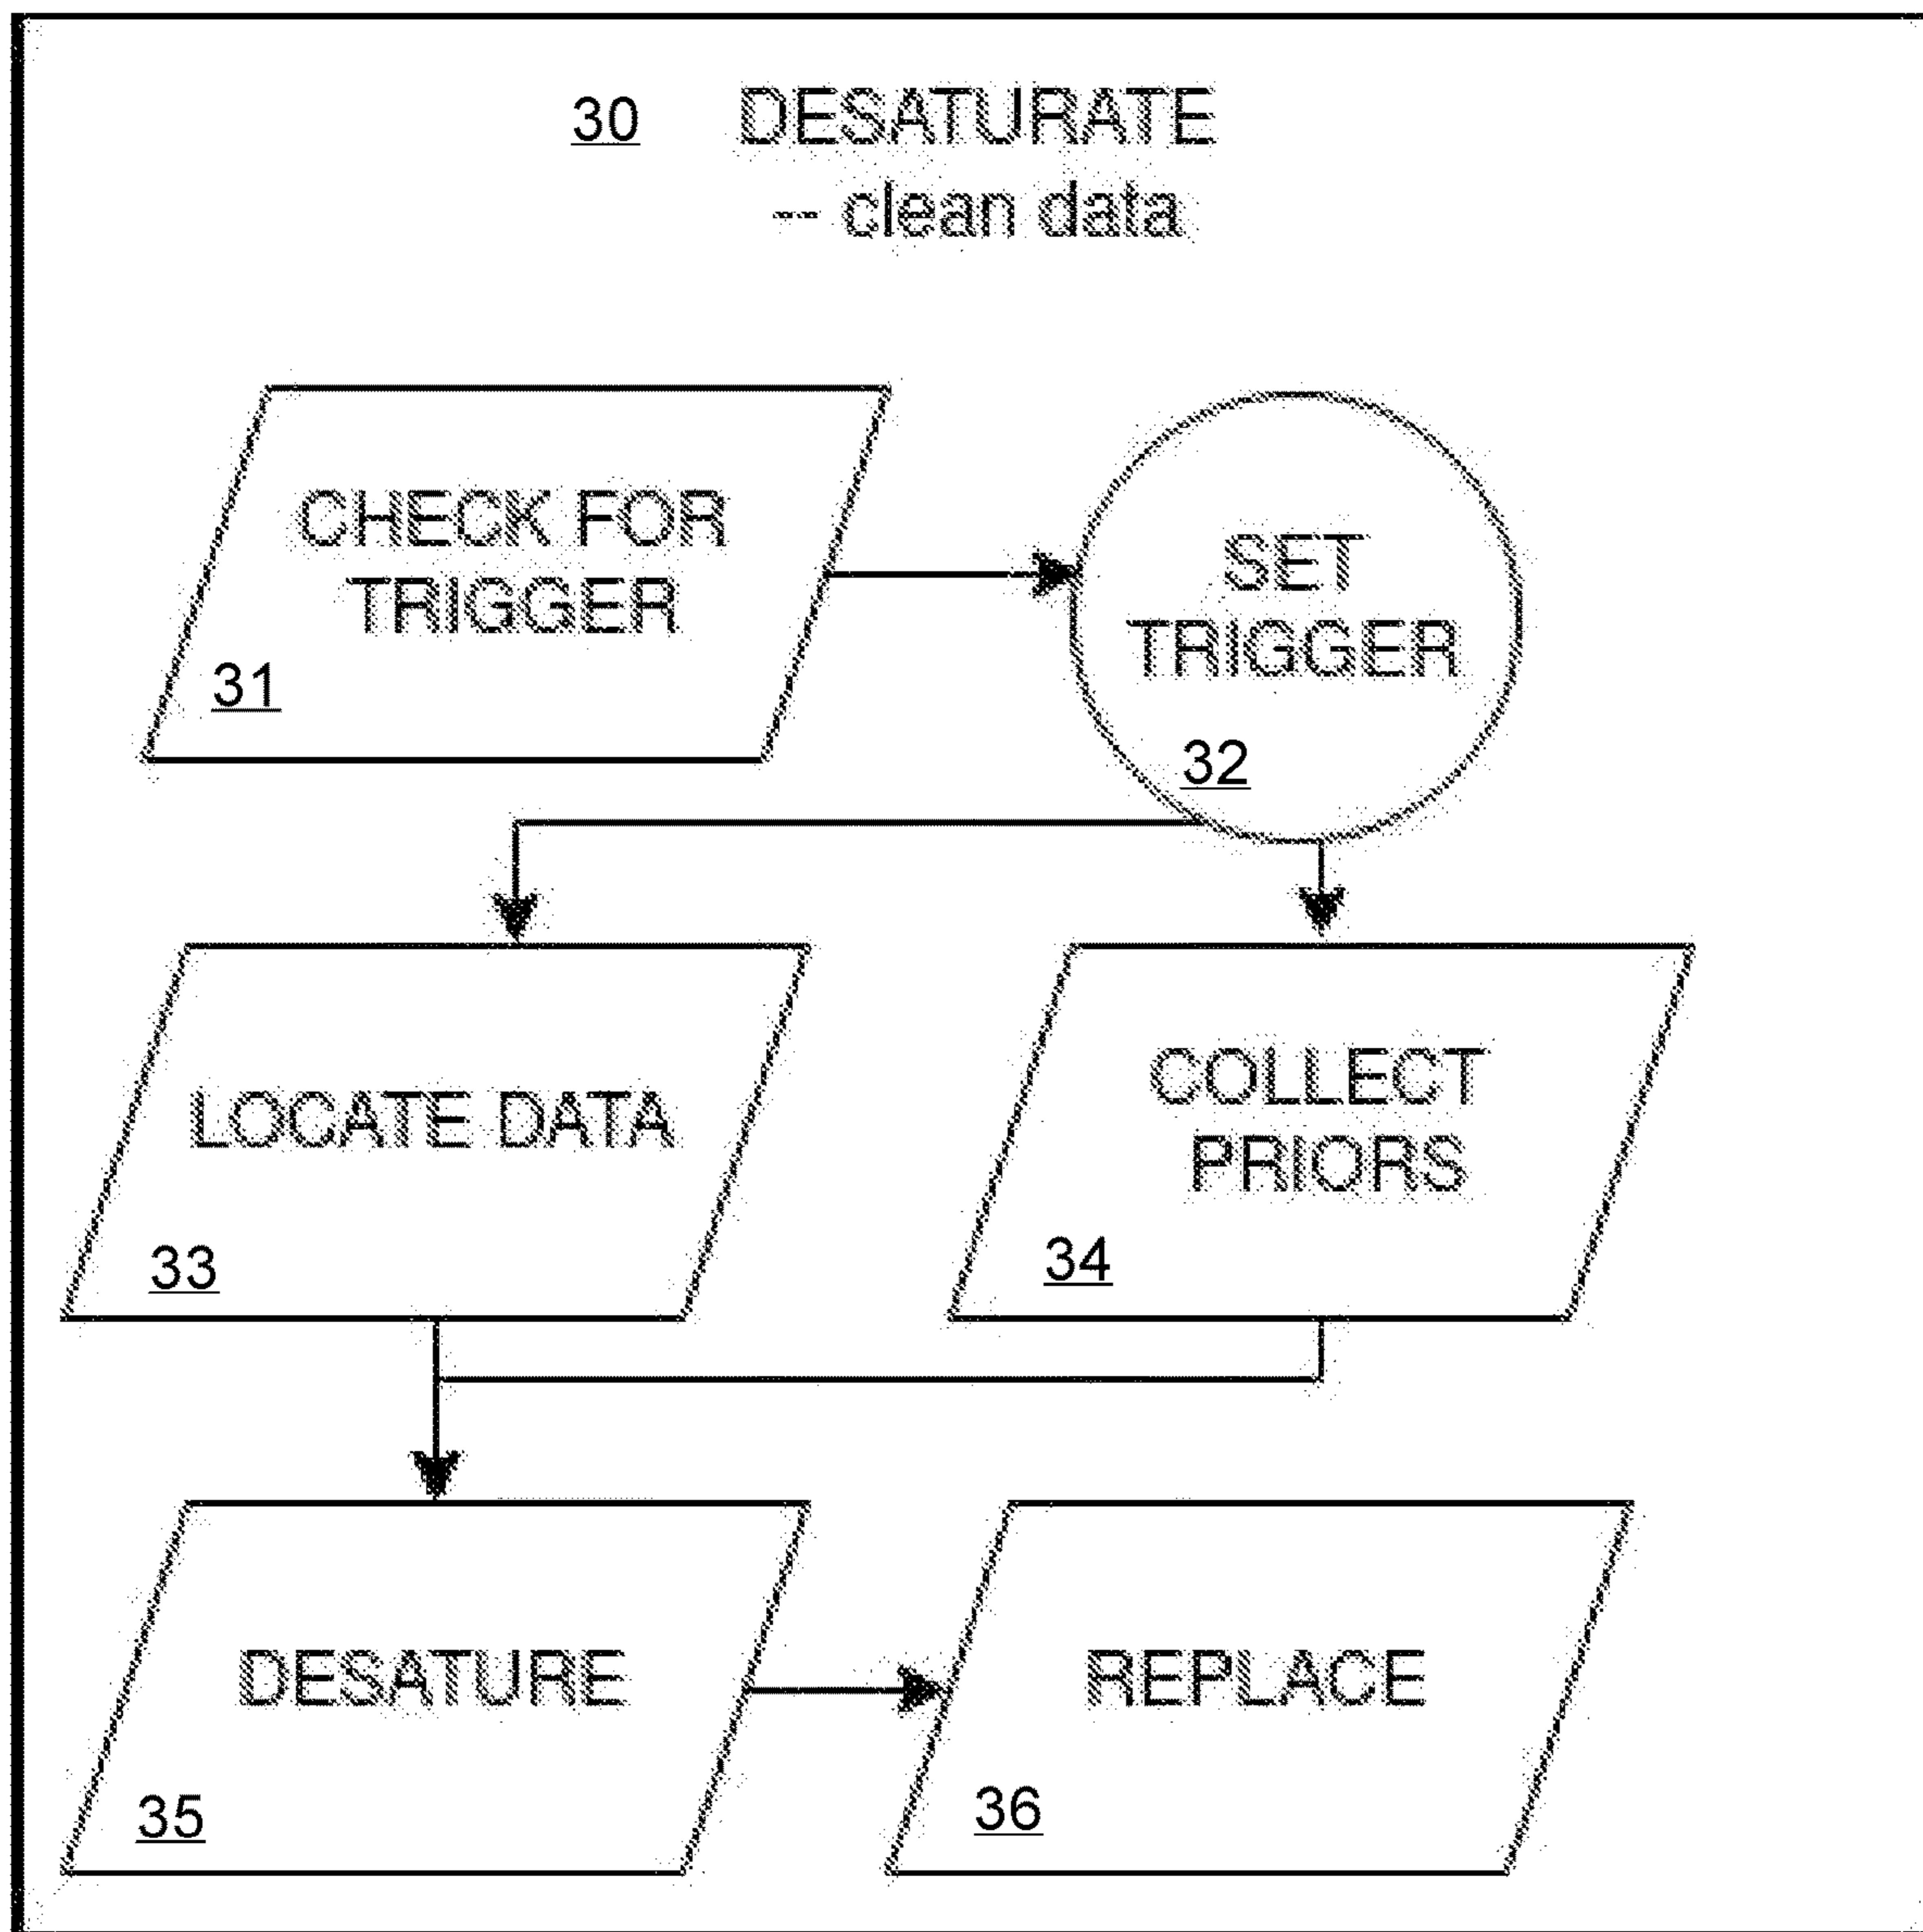 30 DESATURATE
-- clean data
CHECK FOR
TRIGGER
31
SET
TRIGGER
32
LOCATE DATA
33
COLLECT
PRIORS
34
DESATURE
35
REPLACE
36